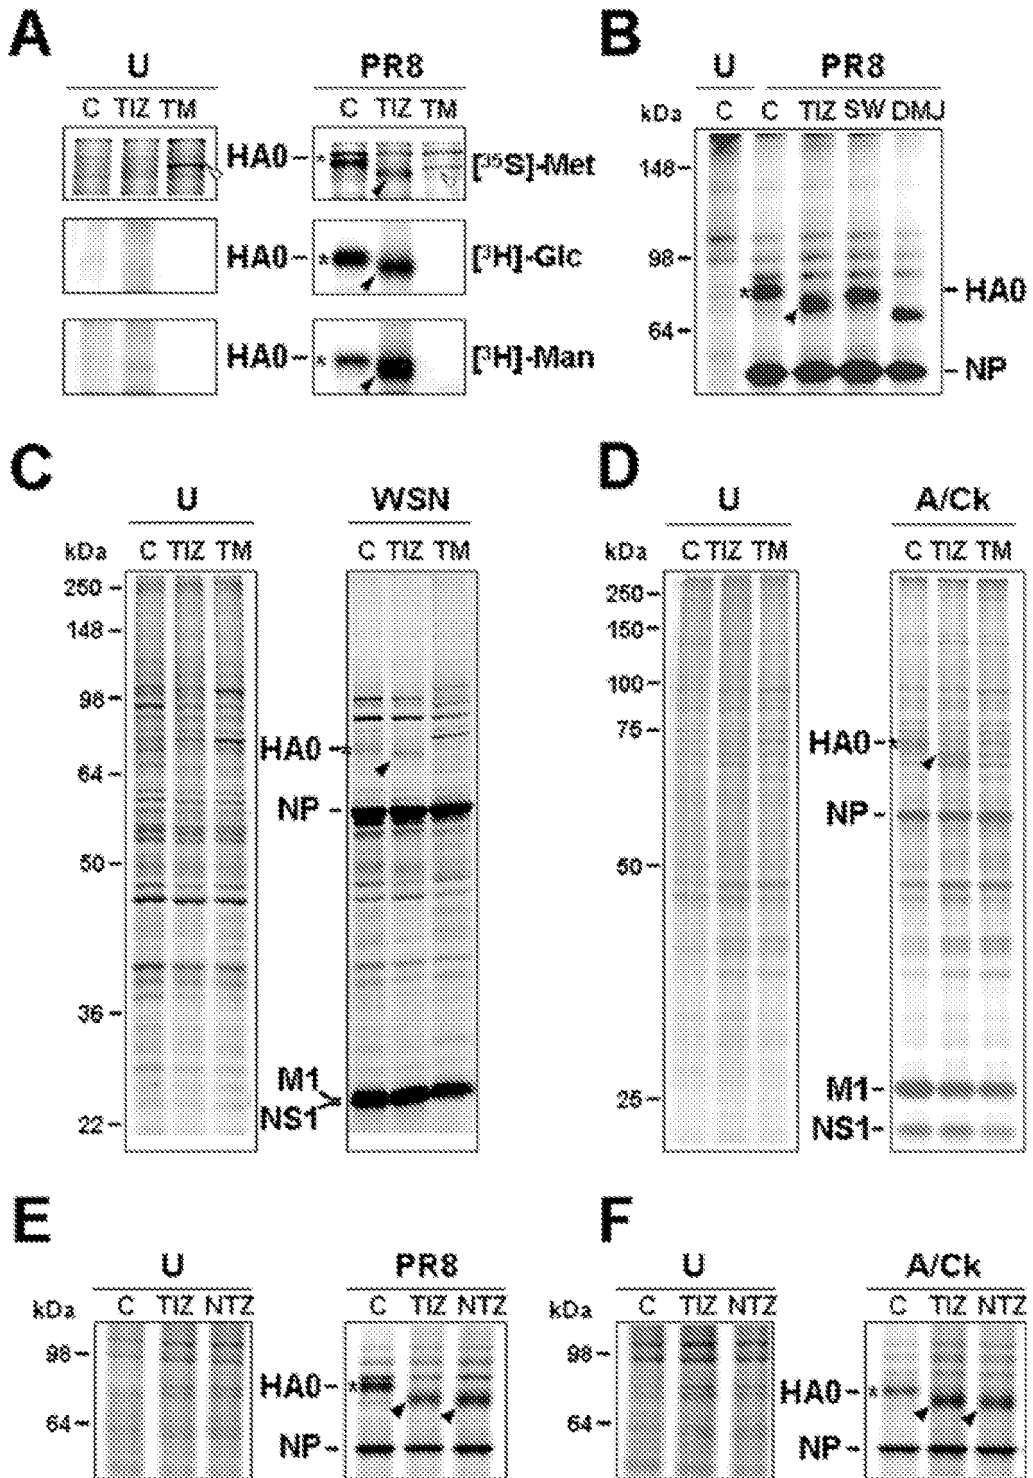 A
U
PR8
C TIZ TM
C TIZ TM
HA0
*
[35S]-Met
HA0
*
[3H]-Glc
HA0
*
[3H]-Man
B
U
PR8
kDa
C C TIZ SW DMJ
148
98
64
*
HA0
NP
C
U
WSN
kDa
C TIZ TM
C TIZ TM
250
148
98
64
50
36
22
HA0
NP
M1
NS1
D
U
A/Ck
kDa
C TIZ TM
C TIZ TM
250
150
100
75
50
25
HA0
NP
M1
NS1
E
U
PR8
kDa
C TIZ NTZ
C TIZ NTZ
98
64
HA0
*
NP
F
U
A/Ck
kDa
C TIZ NTZ
C TIZ NTZ
98
64
HA0
*
NP